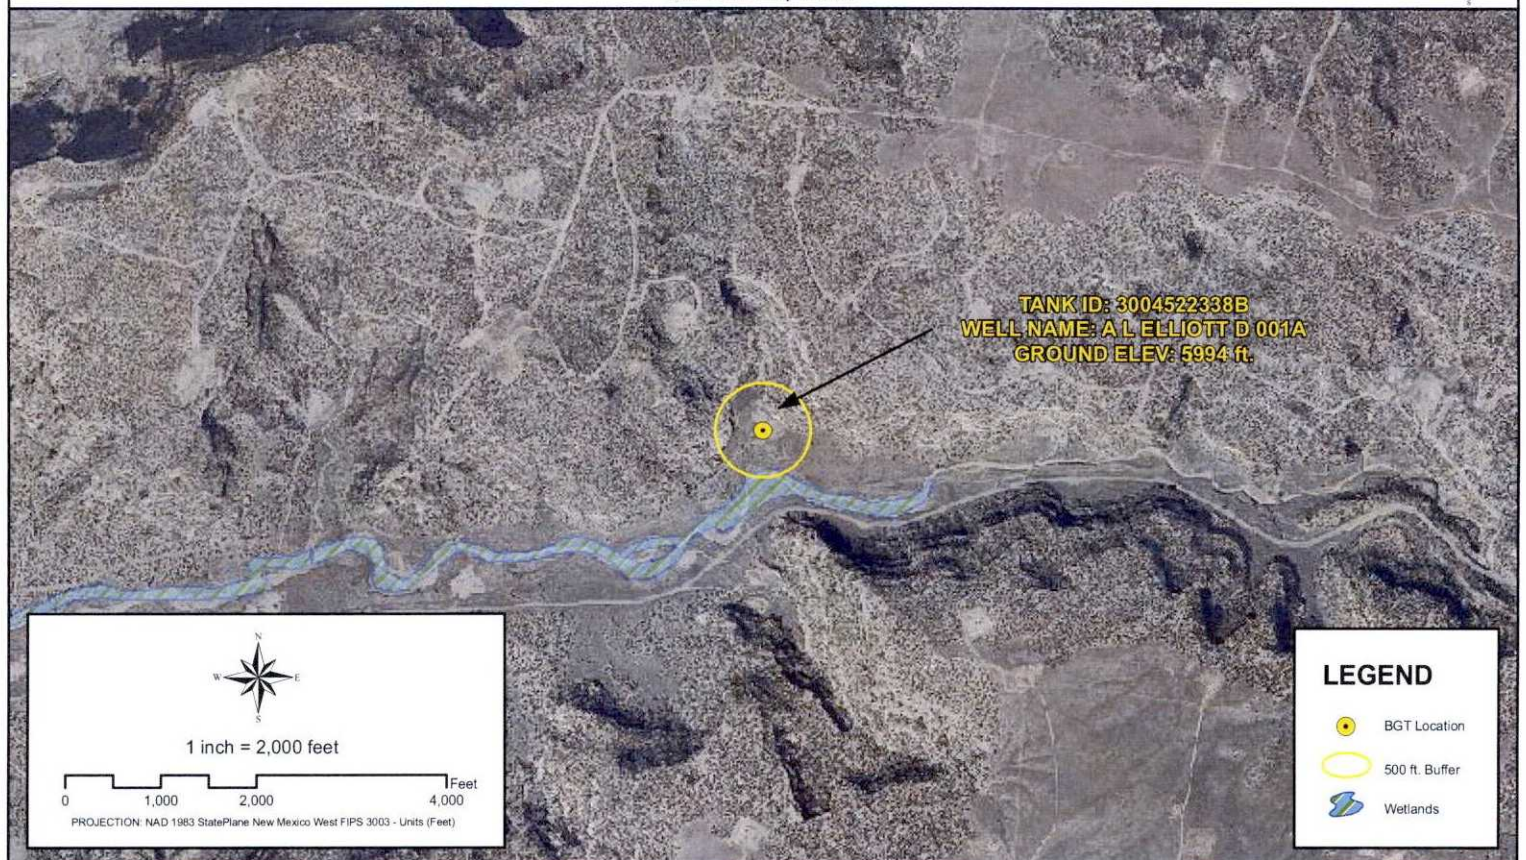 S
TANK ID: 3004522338B
WELL NAME: A L ELLIOTT D 001A
GROUND ELEV: 5994 ft.
N
W E
S
1 inch = 2,000 feet
Feet
0 1,000 2,000 4,000
PROJECTION: NAD 1983 StatePlane New Mexico West FIPS 3003 - Units (Feet)
LEGEND
BGT Location
500 ft. Buffer
Wetlands